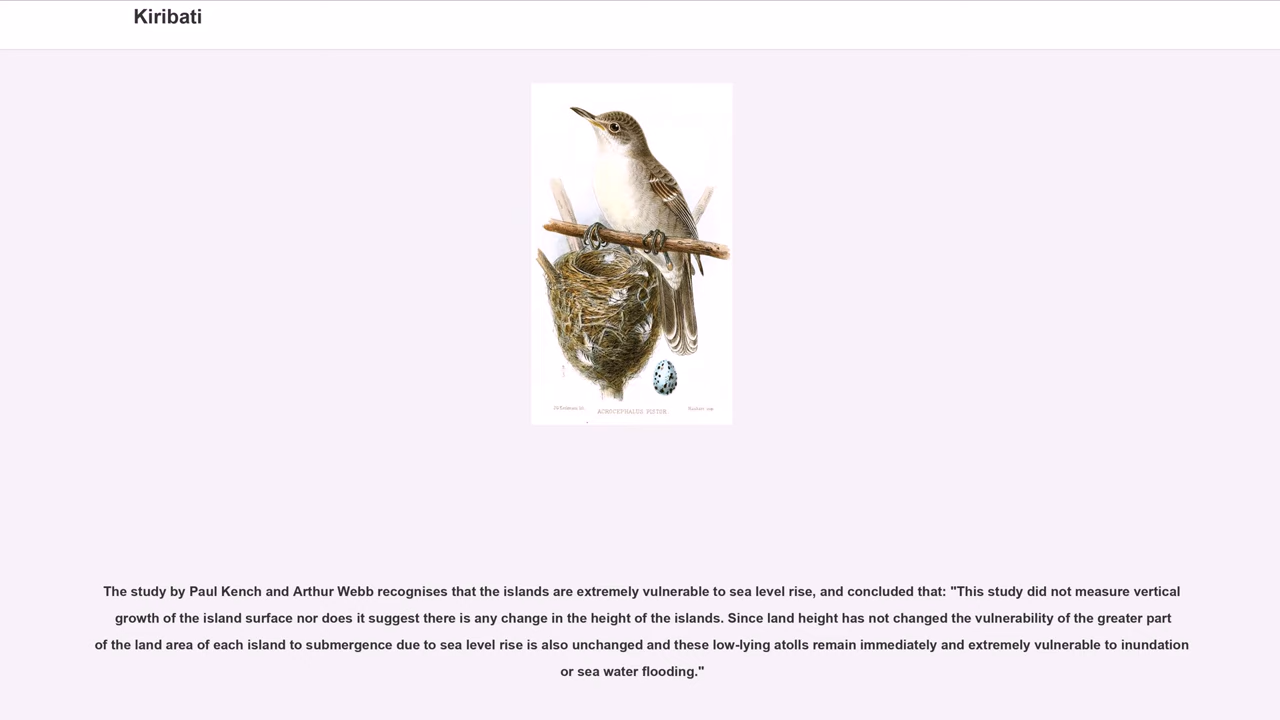 Kiribati
ACROCEPHALUS PISTOR.
The study by Paul Kench and Arthur Webb recognises that the islands are extremely vulnerable to sea level rise, and concluded that: "This study did not measure vertical
growth of the island surface nor does it suggest there is any change in the height of the islands. Since land height has not changed the vulnerability of the greater part
of the land area of each island to submergence due to sea level rise is also unchanged and these low-lying atolls remain immediately and extremely vulnerable to inundation
or sea water flooding."